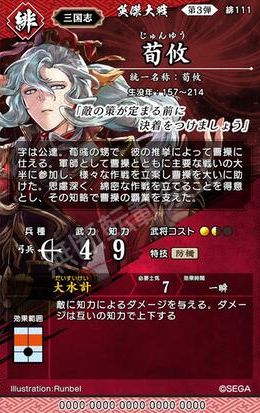 緋
三国志
英傑大戦
第3弾
緋111
じゅんゆう
荀攸
統一名称:荀攸
生没年・157~214
「敵の策が定まる前に
決着をつけましょう」
字は公達。荀彧の甥で、彼の推挙によって曹操に
仕える。軍師として曹操とともに主要な戦いの大
半に参加し、様々な作戦を立案し曹操を大いに助
けた。思慮深く、綿密な作戦を立てることを得意
とし、その知略で曹操の覇業を支えた。
兵種 武力 知力 武将コスト
弓兵 4 9 特技 防柵
だいすいけい 必要士気 効果時間
大水計 7 一瞬
効果範囲
敵に知力によるダメージを与える。ダメー
ジは互いの知力で上下する
Illustration:Runbel ©SEGA
0000-0000-0000-0000-0000